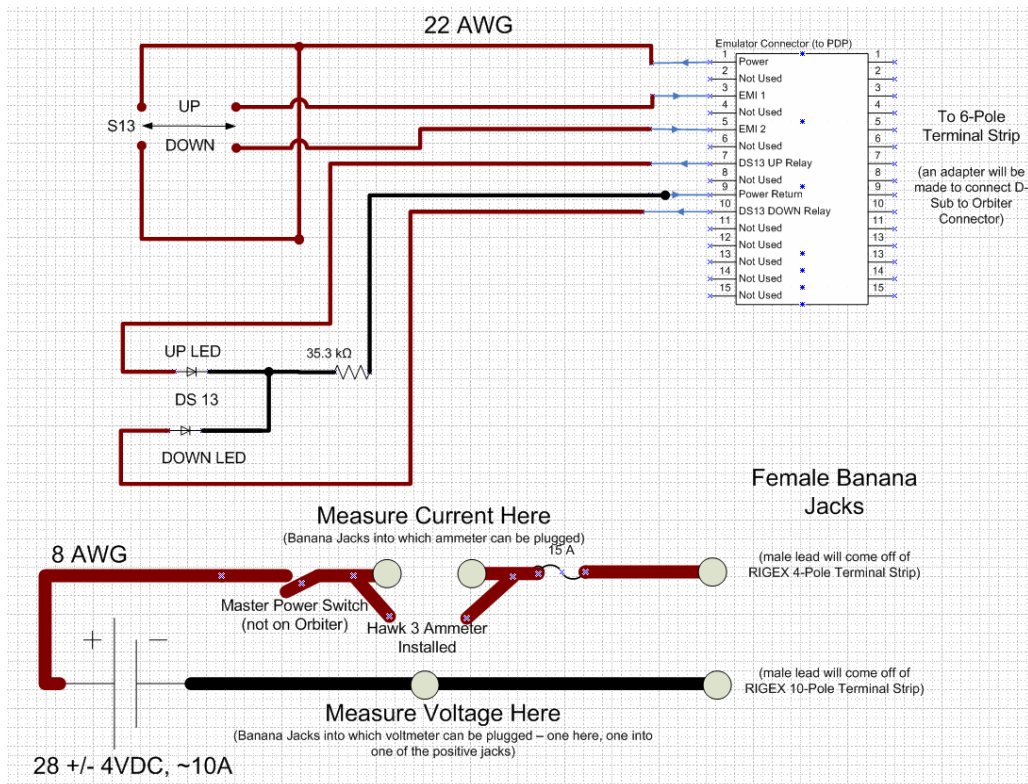 22 AWG
Emulator Connector (to PDP)
1 Power 1
2 Not Used 2
3 EMI 1 3
4 Not Used 4
5 EMI 2 5
6 Not Used 6
7 DS13 UP Relay 7
8 Not Used 8
9 Power Return 9
10 DS13 DOWN Relay 10
11 Not Used 11
12 Not Used 13
13 Not Used 13
14 Not Used 14
15 Not Used 15
To 6-Pole
Terminal Strip
(an adapter will be
made to connect D-
Sub to Orbiter
Connector)
UP
S13
DOWN
UP LED
35.3 kΩ
DS 13
DOWN LED
Female Banana
Jacks
Measure Current Here
(Banana Jacks into which ammeter can be plugged)
15 A
8 AWG
(male lead will come off of
RIGEX 4-Pole Terminal Strip)
Master Power Switch
(not on Orbiter)
Hawk 3 Ammeter
Installed
+ −
(male lead will come off of
RIGEX 10-Pole Terminal Strip)
Measure Voltage Here
(Banana Jacks into which voltmeter can be plugged – one here, one into
one of the positive jacks)
28 +/- 4VDC, ~10A